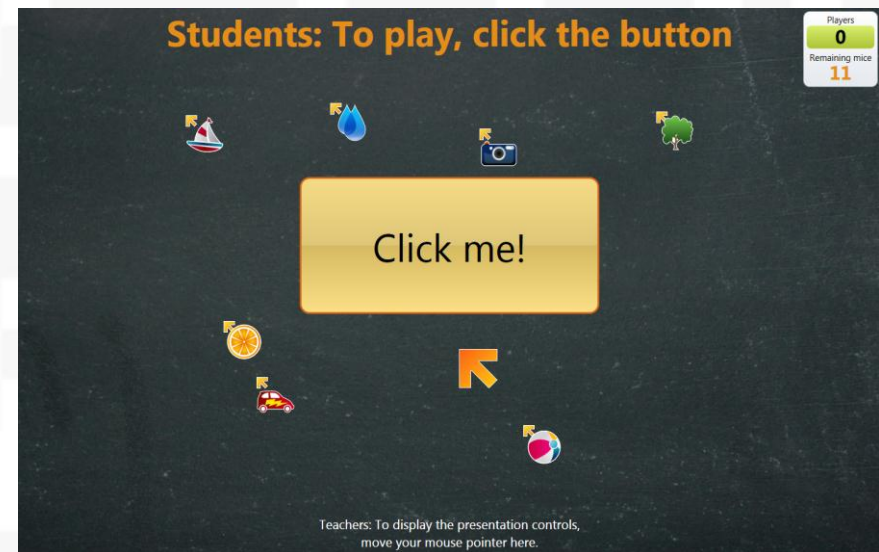 Students: To play, click the button
Players
0
Remaining mice
11
Click me!
Teachers: To display the presentation controls,
move your mouse pointer here.